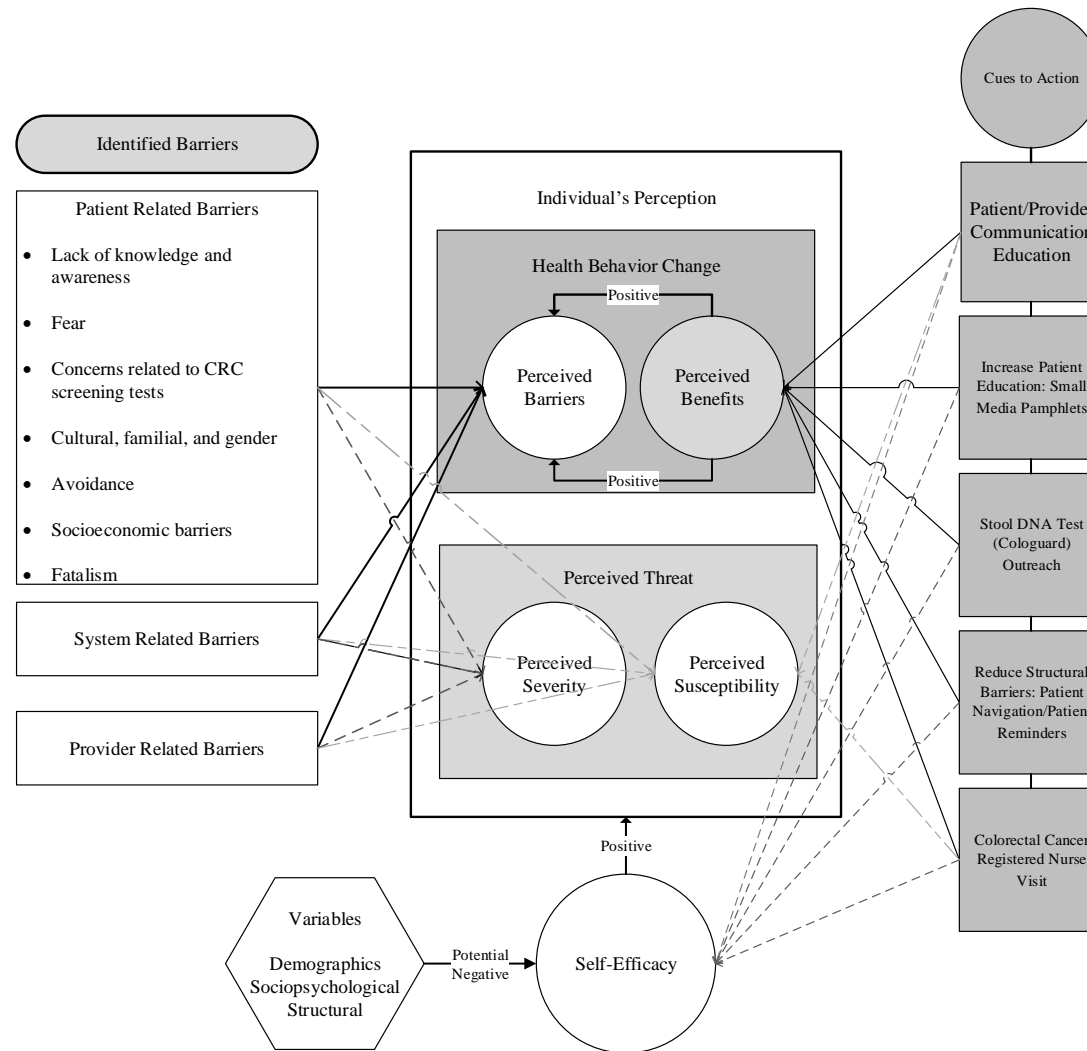 Cues to Action
Identified Barriers
Patient Related Barriers
• Lack of knowledge and
awareness
• Fear
• Concerns related to CRC
screening tests
• Cultural, familial, and gender
• Avoidance
• Socioeconomic barriers
• Fatalism
System Related Barriers
Provider Related Barriers
Individual's Perception
Health Behavior Change
Positive
Perceived
Barriers
Perceived
Benefits
Positive
Perceived Threat
Perceived
Severity
Perceived
Susceptibility
Positive
Variables
Demographics
Sociopsychological
Structural
Potential
Negative
Self-Efficacy
Patient/Provide
Communication
Education
Increase Patient
Education: Small
Media Pamphlets
Stool DNA Test
(Cologuard)
Outreach
Reduce Structural
Barriers: Patient
Navigation/Patien
Reminders
Colorectal Cancer
Registered Nurse
Visit